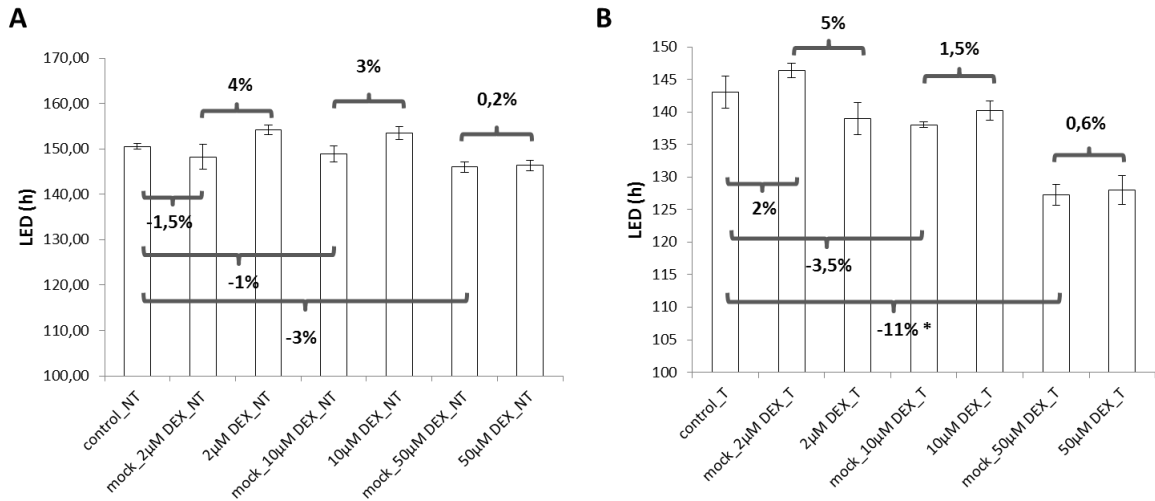 A
170,00
160,00
150,00
140,00
130,00
120,00
110,00
100,00
LED (h)
4%
3%
0,2%
-1,5%
-1%
-3%
control_NT
mock_2µM DEX_NT
2µM DEX_NT
mock_10µM DEX_NT
10µM DEX_NT
mock_50µM DEX_NT
50µM DEX_NT
B
150
145
140
135
130
125
120
115
110
105
100
LED (h)
5%
1,5%
0,6%
2%
-3,5%
-11% *
control_T
mock_2µM DEX_T
2µM DEX_T
mock_10µM DEX_T
10µM DEX_T
mock_50µM DEX_T
50µM DEX_T